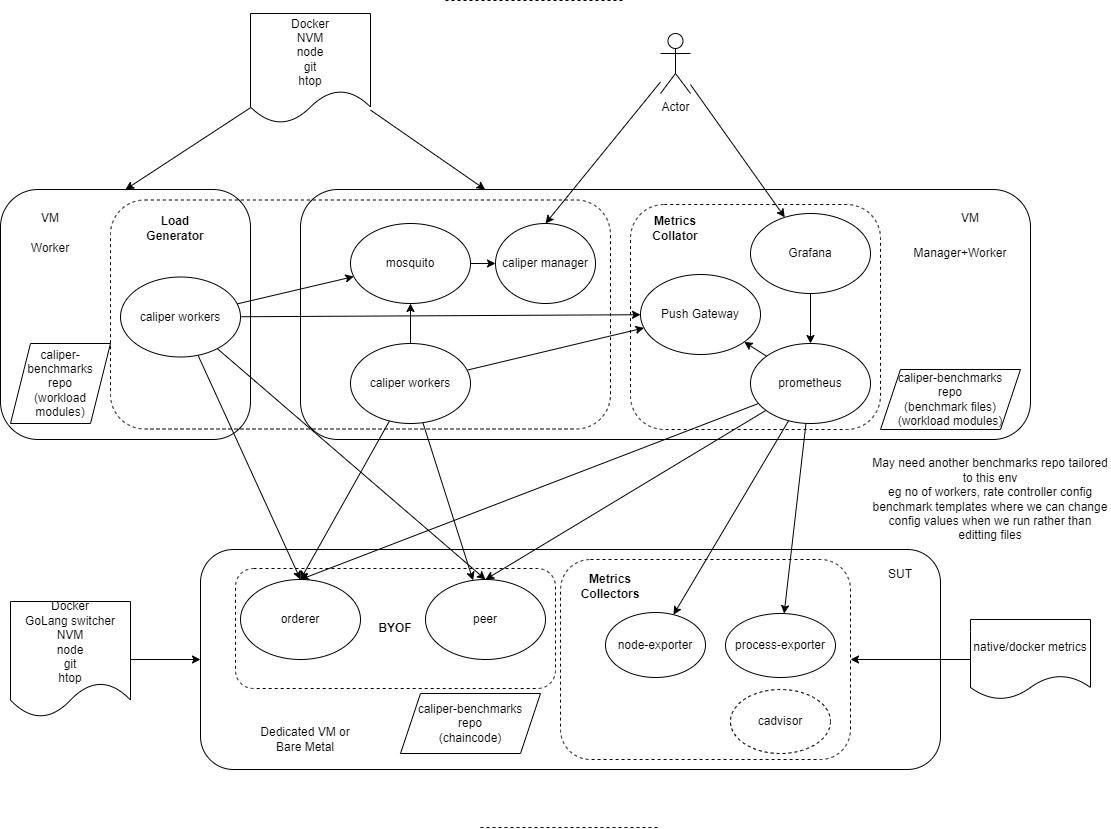 Docker
NVM
node
git
htop
Actor
VM
Worker
Load
Generator
caliper workers
caliper-
benchmarks
repo
(workload
modules)
mosquito
caliper manager
caliper workers
Metrics
Collator
Push Gateway
Grafana
prometheus
VM
Manager+Worker
caliper-benchmarks
repo
(benchmark files)
(workload modules)
May need another benchmarks repo tailored
to this env
eg no of workers, rate controller config
benchmark templates where we can change
config values when we run rather than
editting files
Docker
GoLang switcher
NVM
node
git
htop
orderer
BYOF
peer
Dedicated VM or
Bare Metal
caliper-benchmarks
repo
(chaincode)
Metrics
Collectors
node-exporter
process-exporter
cadvisor
SUT
native/docker metrics